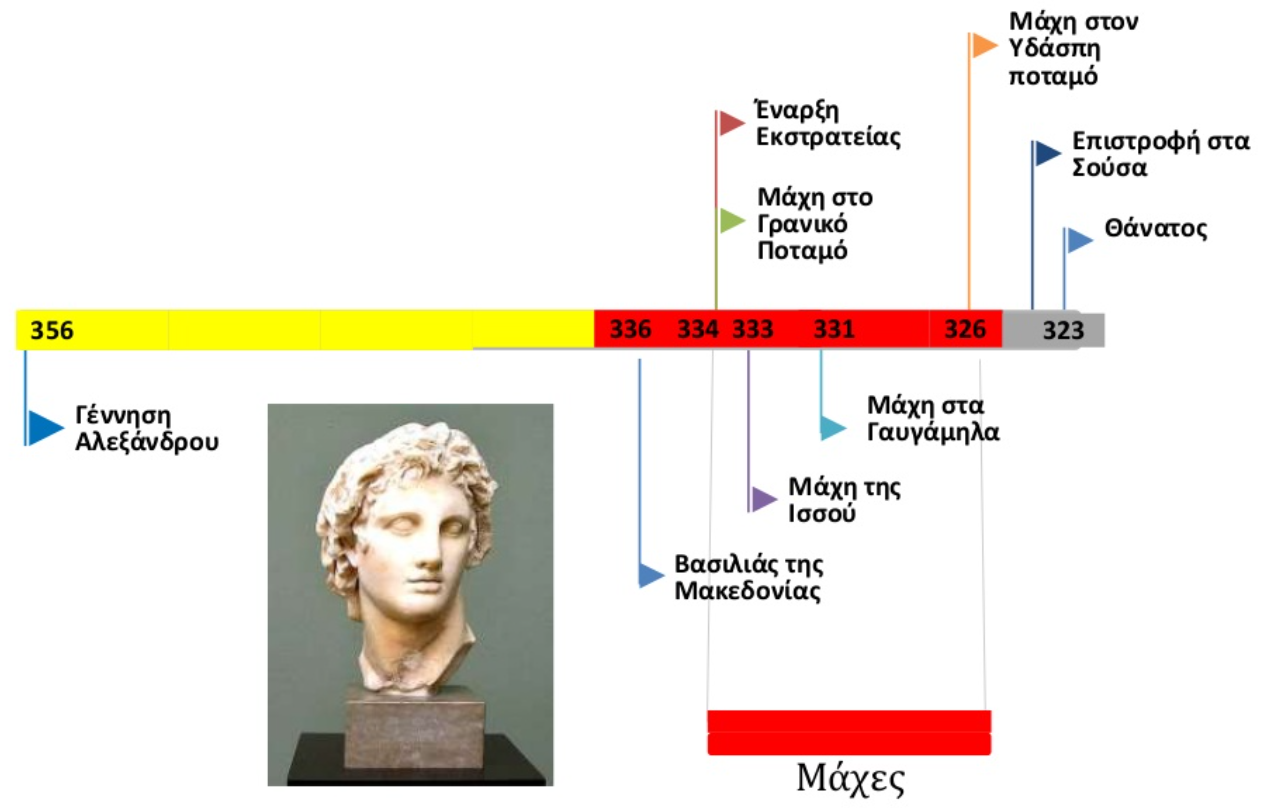 Μάχη στον
Υδάσπη
ποταμό
Έναρξη
Εκστρατείας
Επιστροφή στα
Σούσα
Μάχη στο
Γρανικό
Ποταμό
Θάνατος
356 336 334 333 331 326 323
Γέννηση
Αλεξάνδρου
Μάχη στα
Γαυγάμηλα
Μάχη της
Ισσού
Βασιλιάς της
Μακεδονίας
Μάχες